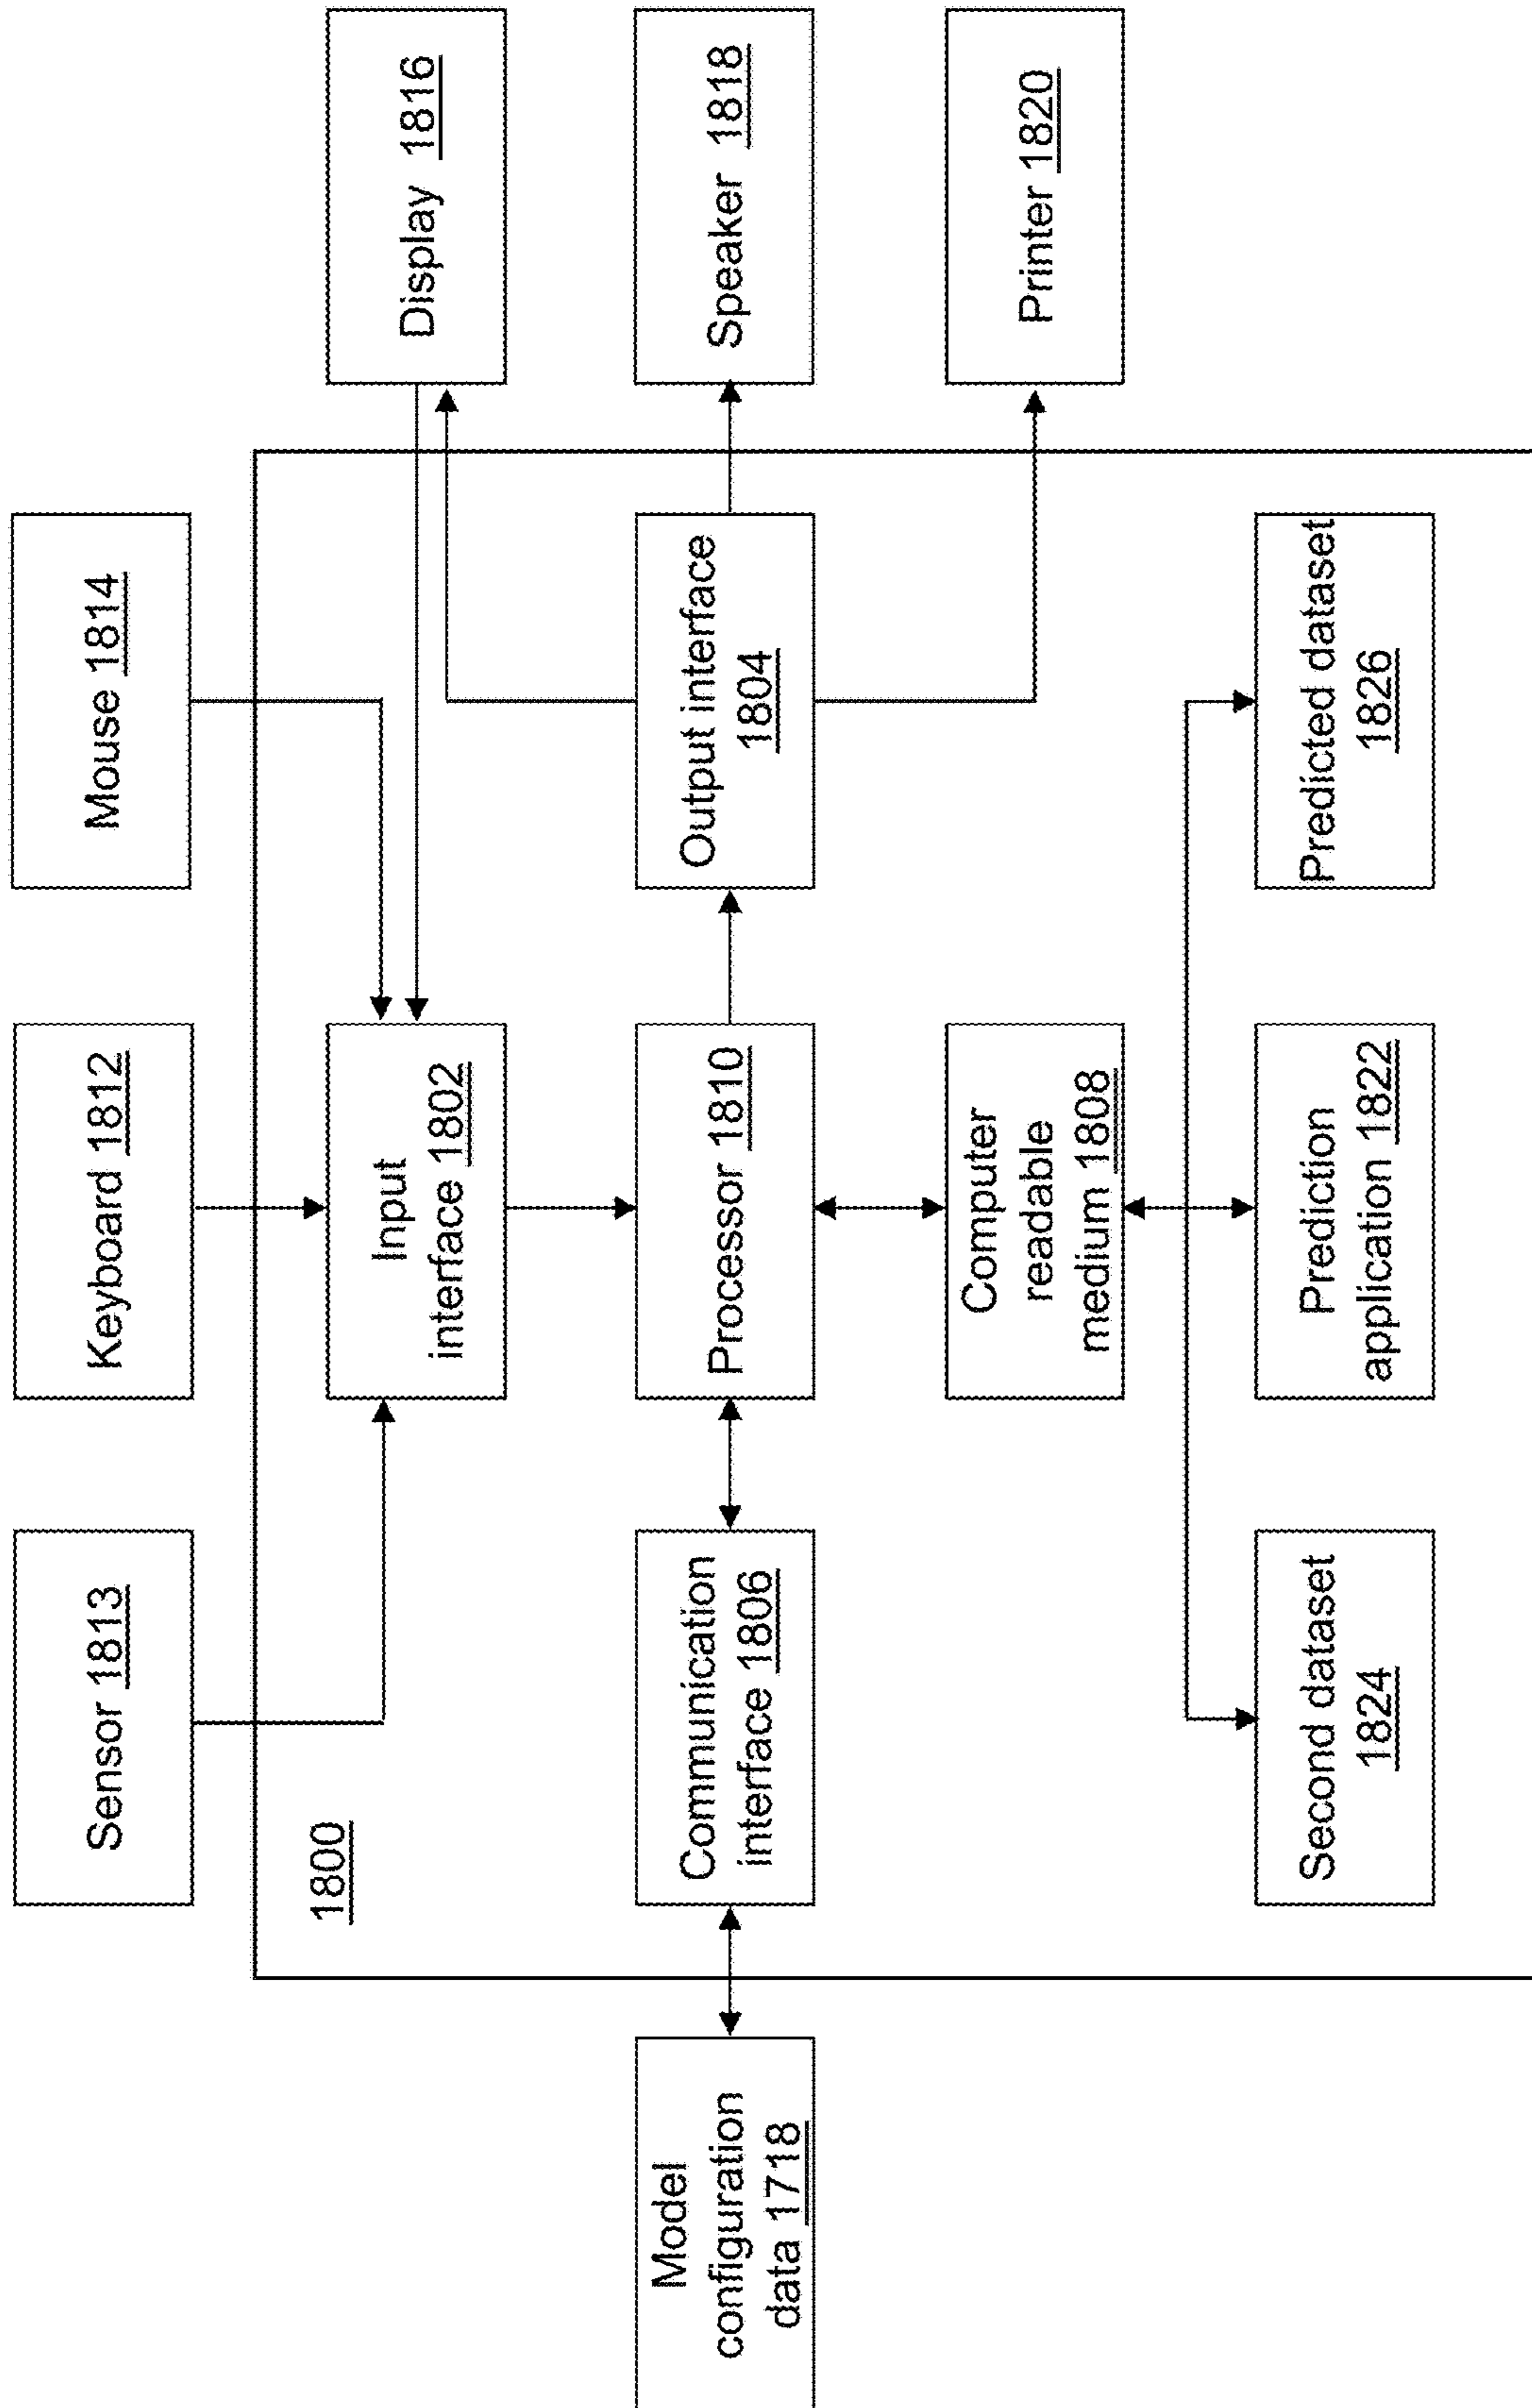 Sensor 1813
Keyboard 1812
Mouse 1814
1800
Input
interface 1802
Display 1816
Model
configuration
data 1718
Communication
interface 1806
Processor 1810
Output interface
1804
Speaker 1818
Computer
readable
medium 1808
Printer 1820
Second dataset
1824
Prediction
application 1822
Predicted dataset
1826